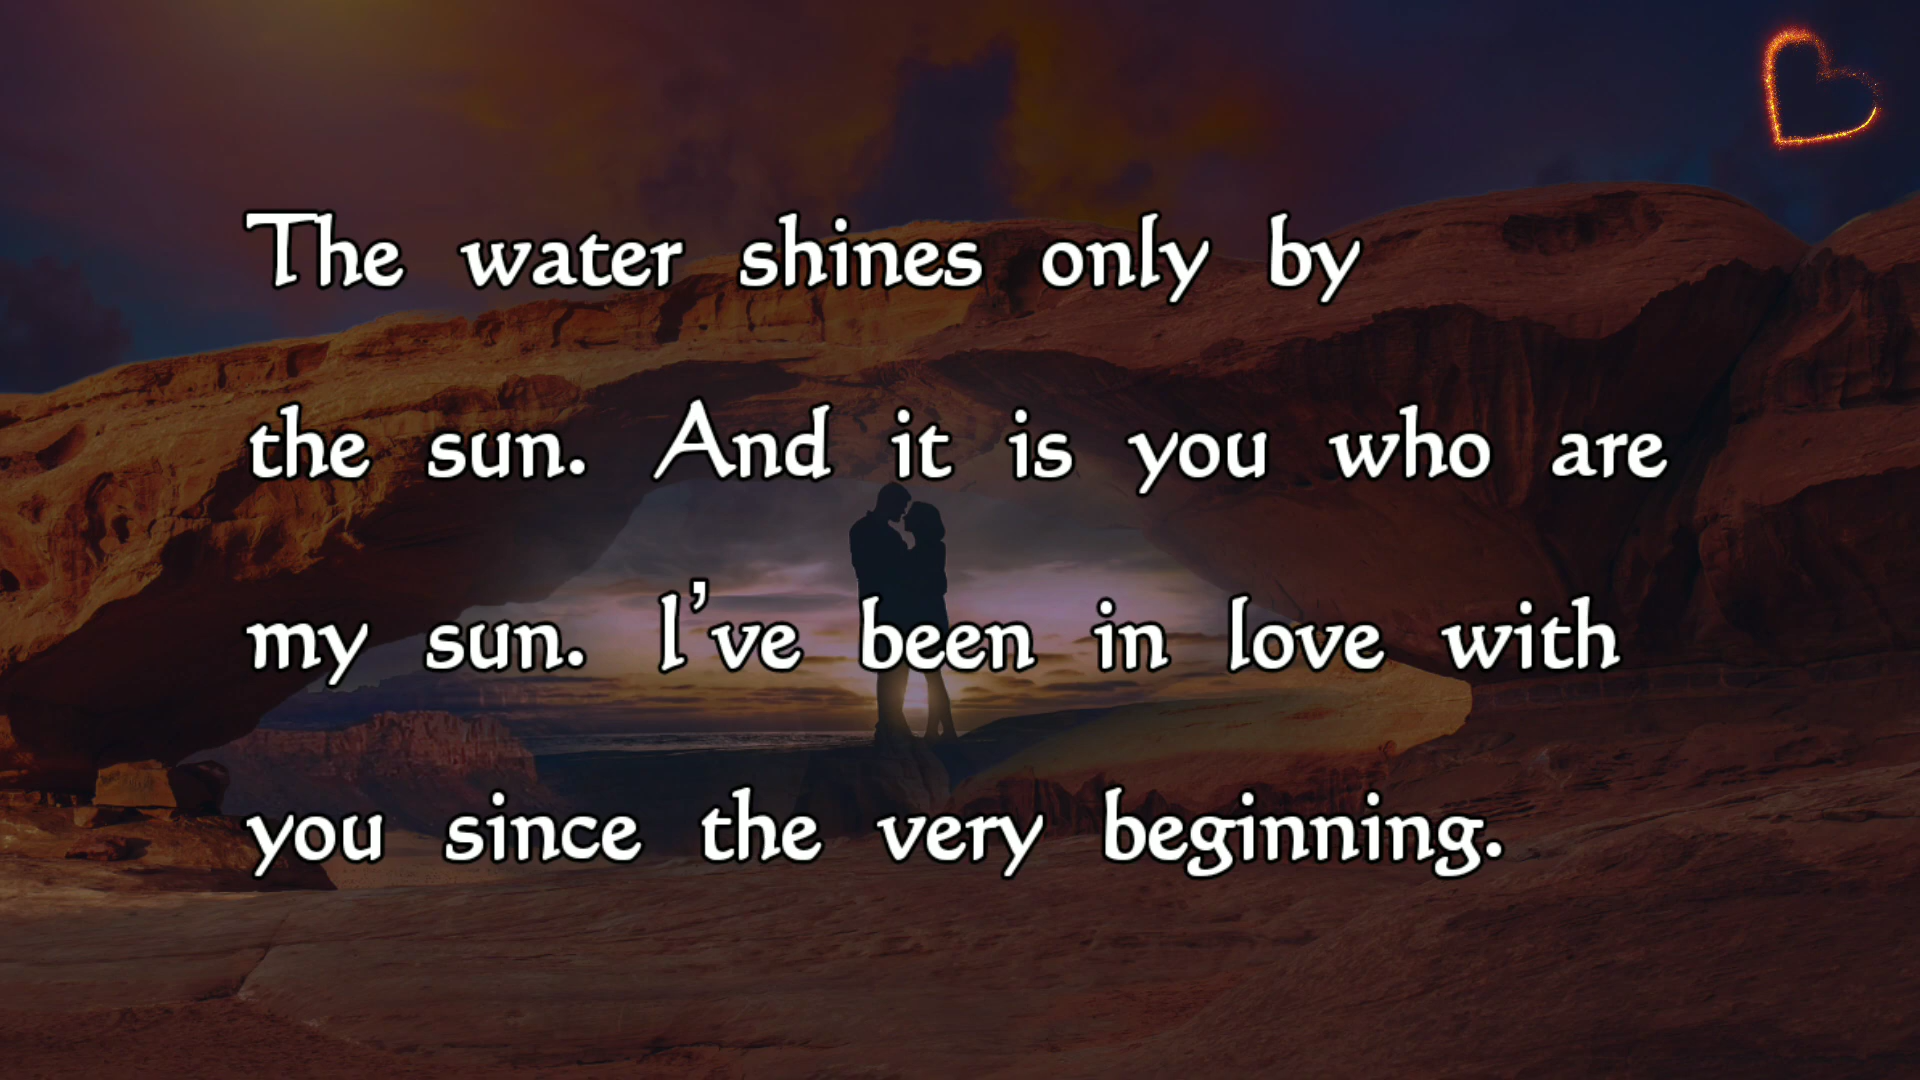 The water shines only by
the sun. And it is you who are
my sun. I've been in love with
you since the very beginning.